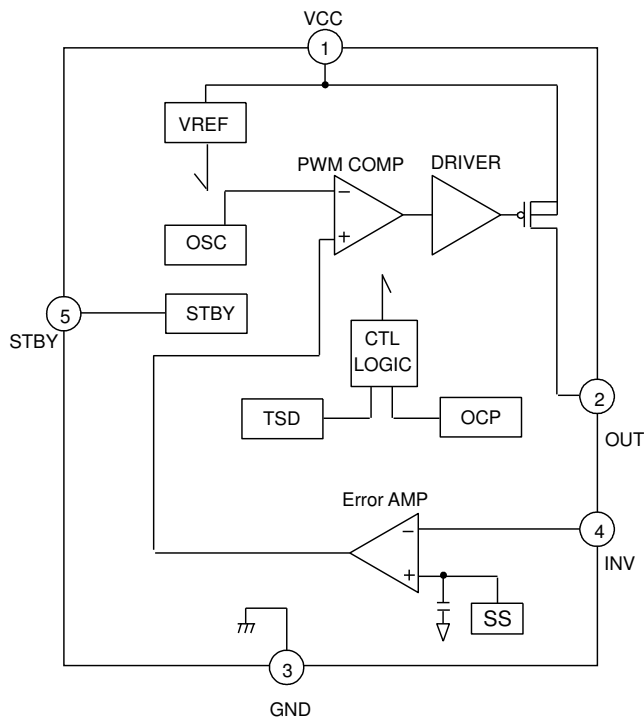 VCC
1
VREF
PWM COMP
DRIVER
−
+
OSC
5
STBY
STBY
CTL
LOGIC
2
OUT
TSD
OCP
Error AMP
−
+
4
INV
SS
3
GND